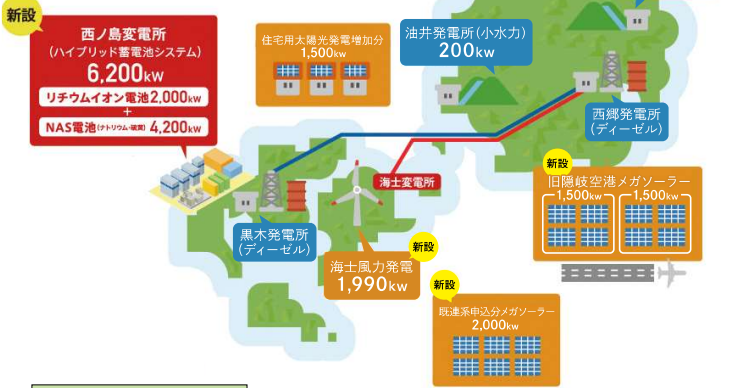 新設
西ノ島変電所
(ハイブリッド蓄電池システム)
6,200kW
リチウムイオン電池2,000kW
+
NAS電池(ナトリウム・硫黄) 4,200kW
住宅用太陽光発電増加分
1,500kW
油井発電所(小水力)
200kW
西郷発電所
(ディーゼル)
海士変電所
新設
旧隠岐空港メガソーラー
1,500kW 1,500kW
黒木発電所
(ディーゼル)
新設
海士風力発電
1,990kW
新設
既連系申込分メガソーラー
2,000kW